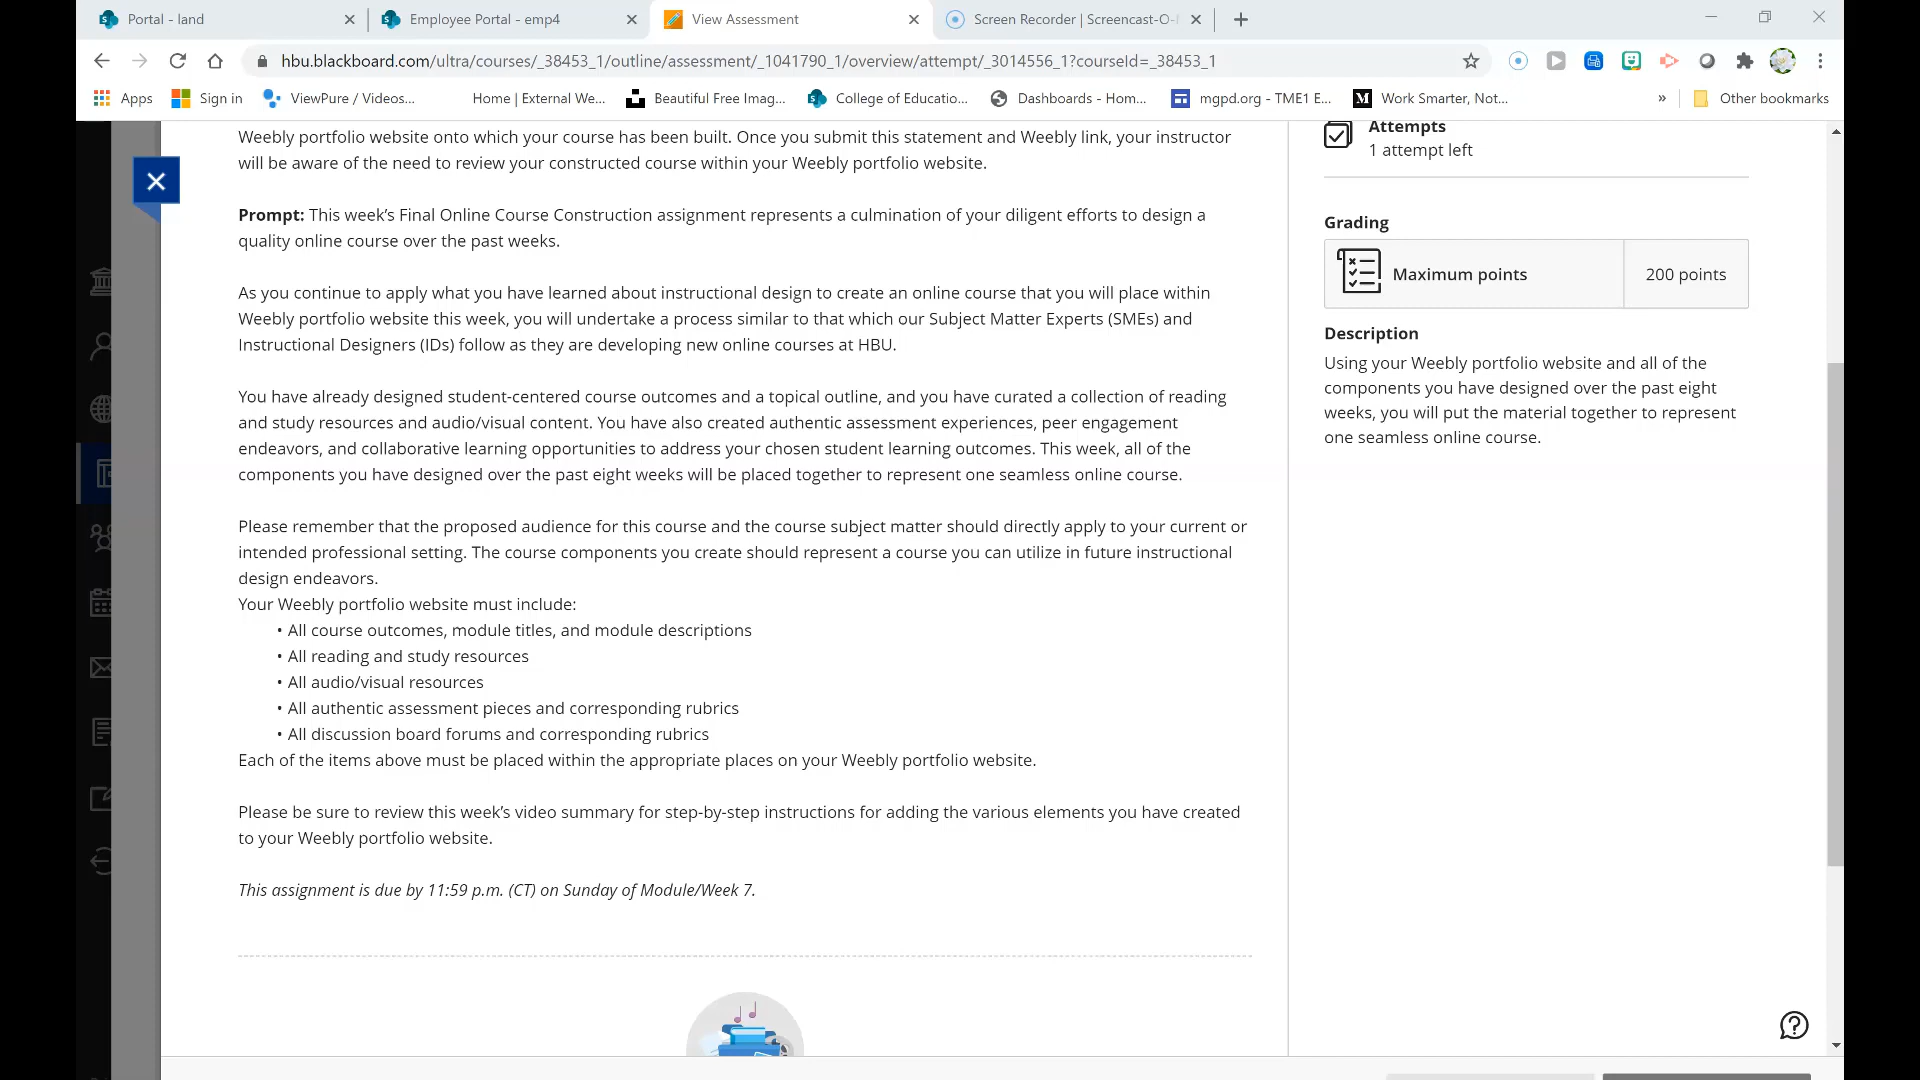 Portal - land
Employee Portal - emp4
View Assessment
Screen Recorder | Screencast-O-
hbu.blackboard.com/ultra/courses/_38453_1/outline/assessment/_1041790_1/overview/attempt/_3014556_1?courseId=_38453_1
Apps
Sign in
ViewPure / Videos...
Home | External We...
Beautiful Free Imag...
College of Educatio...
Dashboards - Hom...
mgpd.org - TME1 E...
Work Smarter, Not...
»
Other bookmarks
Weebly portfolio website onto which your course has been built. Once you submit this statement and Weebly link, your instructor
will be aware of the need to review your constructed course within your Weebly portfolio website.
Prompt: This week's Final Online Course Construction assignment represents a culmination of your diligent efforts to design a
quality online course over the past weeks.
As you continue to apply what you have learned about instructional design to create an online course that you will place within
Weebly portfolio website this week, you will undertake a process similar to that which our Subject Matter Experts (SMEs) and
Instructional Designers (IDs) follow as they are developing new online courses at HBU.
You have already designed student-centered course outcomes and a topical outline, and you have curated a collection of reading
and study resources and audio/visual content. You have also created authentic assessment experiences, peer engagement
endeavors, and collaborative learning opportunities to address your chosen student learning outcomes. This week, all of the
components you have designed over the past eight weeks will be placed together to represent one seamless online course.
Please remember that the proposed audience for this course and the course subject matter should directly apply to your current or
intended professional setting. The course components you create should represent a course you can utilize in future instructional
design endeavors.
Your Weebly portfolio website must include:
• All course outcomes, module titles, and module descriptions
• All reading and study resources
• All audio/visual resources
• All authentic assessment pieces and corresponding rubrics
• All discussion board forums and corresponding rubrics
Each of the items above must be placed within the appropriate places on your Weebly portfolio website.
Please be sure to review this week's video summary for step-by-step instructions for adding the various elements you have created
to your Weebly portfolio website.
This assignment is due by 11:59 p.m. (CT) on Sunday of Module/Week 7.
Attempts
1 attempt left
Grading
Maximum points
200 points
Description
Using your Weebly portfolio website and all of the
components you have designed over the past eight
weeks, you will put the material together to represent
one seamless online course.